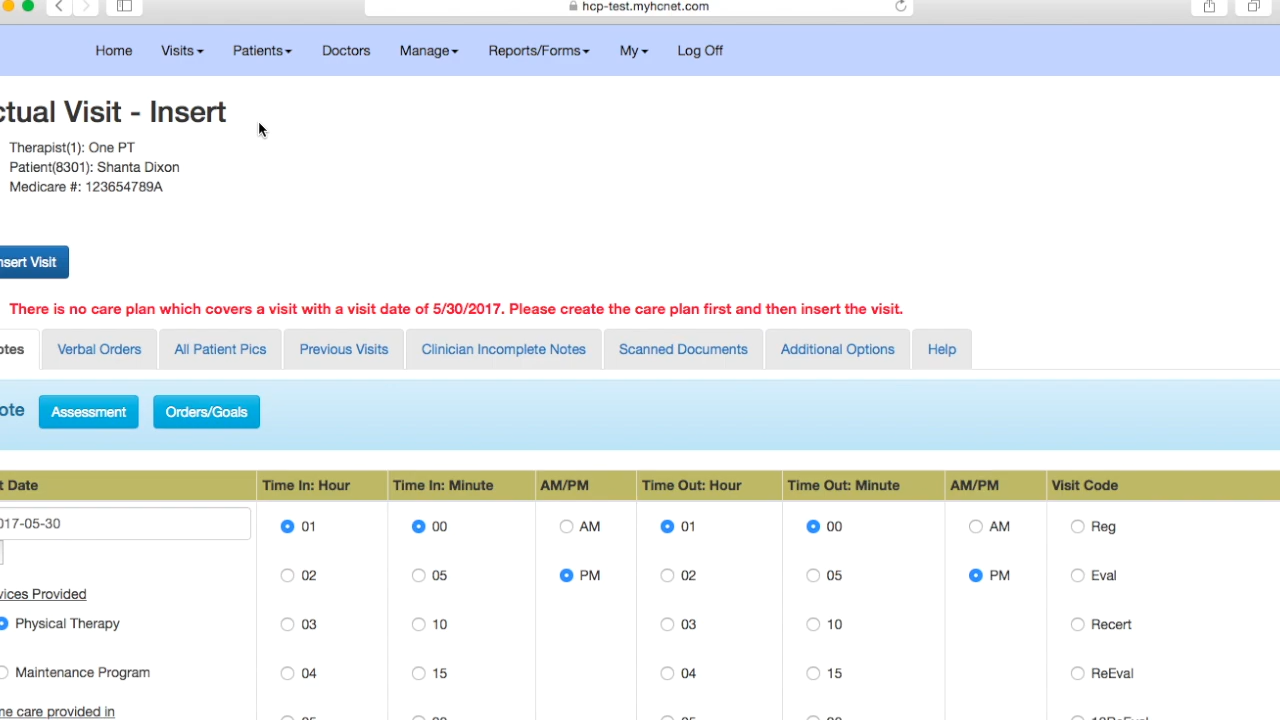 hcp-test.myhcnet.com
Home Visits Patients Doctors Manage Reports/Forms My Log Off
ctual Visit - Insert
Therapist(1): One PT
Patient(8301): Shanta Dixon
Medicare #: 123654789A
nsert Visit
There is no care plan which covers a visit with a visit date of 5/30/2017. Please create the care plan first and then insert the visit.
otes Verbal Orders All Patient Pics Previous Visits Clinician Incomplete Notes Scanned Documents Additional Options Help
ote Assessment Orders/Goals
t Date Time In: Hour Time In: Minute AM/PM Time Out: Hour Time Out: Minute AM/PM Visit Code
017-05-30 01 00 AM 01 00 AM Reg
02 05 PM 02 05 PM Eval
vices Provided
Physical Therapy 03 10 03 10 Recert
Maintenance Program 04 15 04 15 ReEval
me care provided in